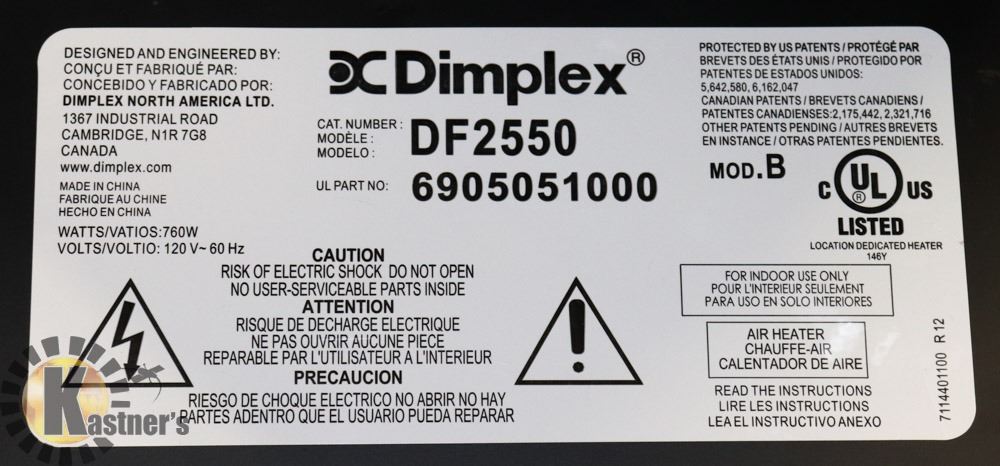 DESIGNED AND ENGINEERED BY:
CONÇU ET FABRIQUÉ PAR:
CONCEBIDO Y FABRICADO POR:
DIMPLEX NORTH AMERICA LTD.
1367 INDUSTRIAL ROAD
CAMBRIDGE, N1R 7G8
CANADA
www.dimplex.com
MADE IN CHINA
FABRIQUE AU CHINE
HECHO EN CHINA
WATTS/VATIOS:760W
VOLTS/VOLTIO: 120 V~ 60 Hz
DC Dimplex®
CAT. NUMBER :
MODÈLE :
MODELO :
DF2550
UL PART NO: 6905051000
CAUTION
RISK OF ELECTRIC SHOCK DO NOT OPEN
NO USER-SERVICEABLE PARTS INSIDE
ATTENTION
RISQUE DE DECHARGE ELECTRIQUE
NE PAS OUVRIR AUCUNE PIECE
REPARABLE PAR L'UTILISATEUR A L'INTERIEUR
PRECAUCION
RIESGO DE CHOQUE ELECTRICO NO ABRIR NO HAY
PARTES ADENTRO QUE EL USUARIO PUEDA REPARAR
PROTECTED BY US PATENTS / PROTÉGÉ PAR
BREVETS DES ÉTATS UNIS / PROTEGIDO POR
PATENTES DE ESTADOS UNIDOS:
5,642,580, 6,162,047
CANADIAN PATENTS / BREVETS CANADIENS /
PATENTES CANADIENSES:2,175,442, 2,321,716
OTHER PATENTS PENDING / AUTRES BREVETS
EN INSTANCE / OTRAS PATENTES PENDIENTES.
MOD.B
C UL® US
LISTED
LOCATION DEDICATED HEATER
146Y
FOR INDOOR USE ONLY
POUR L'INTERIEUR SEULEMENT
PARA USO EN SOLO INTERIORES
AIR HEATER
CHAUFFE-AIR
CALENTADOR DE AIRE
READ THE INSTRUCTIONS
LIRE LES INSTRUCTIONS
LEA EL INSTRUCTIVO ANEXO
7114401100 R 12
Kastner's